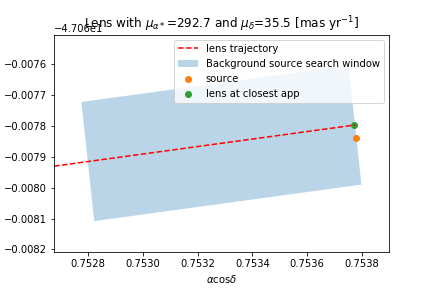 Lens with μα*=292.7 and μδ=35.5 [mas yr⁻¹]
−4.706e1
lens trajectory
Background source search window
source
lens at closest app
−0.0076
−0.0077
−0.0078
−0.0079
−0.0080
−0.0081
−0.0082
0.7528 0.7530 0.7532 0.7534 0.7536 0.7538
αcosδ